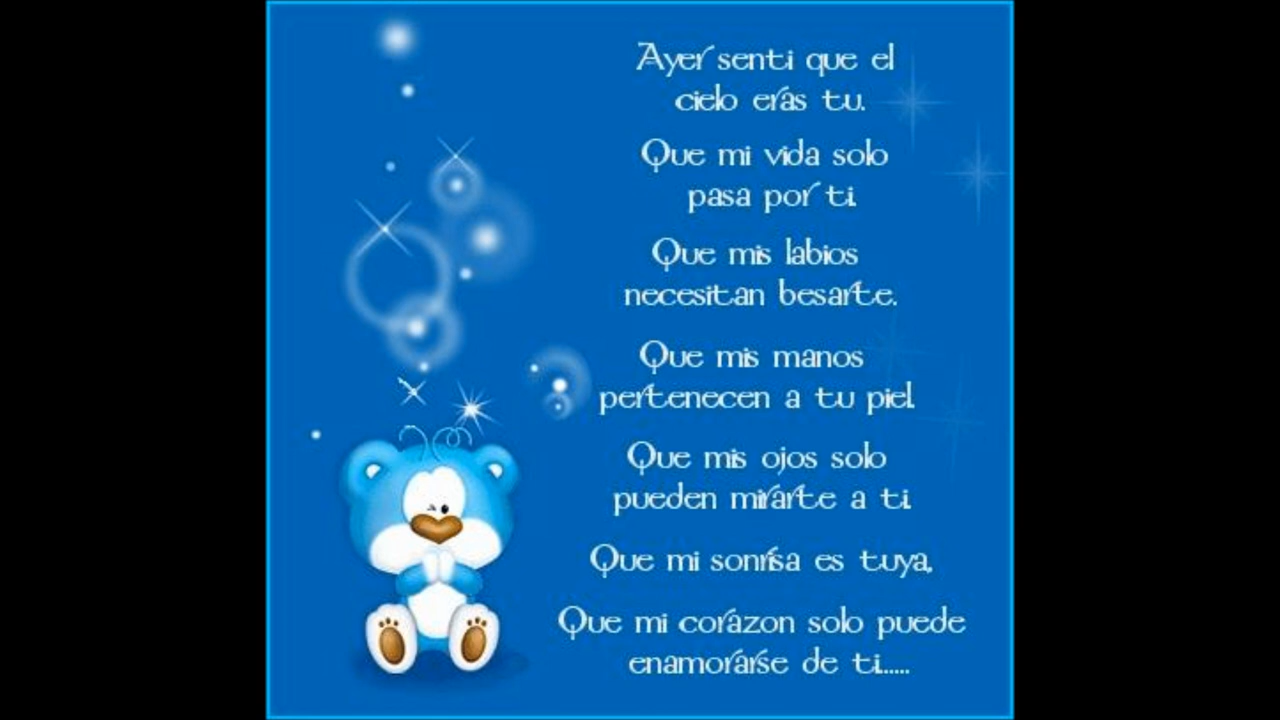 Ayer senti que el
cielo eras tu.
Que mi vida solo
pasa por ti.
Que mis labios
necesitan besarte.
Que mis manos
pertenecen a tu piel.
Que mis ojos solo
pueden mirarte a ti.
Que mi sonrisa es tuya,
Que mi corazon solo puede
enamorarse de ti......